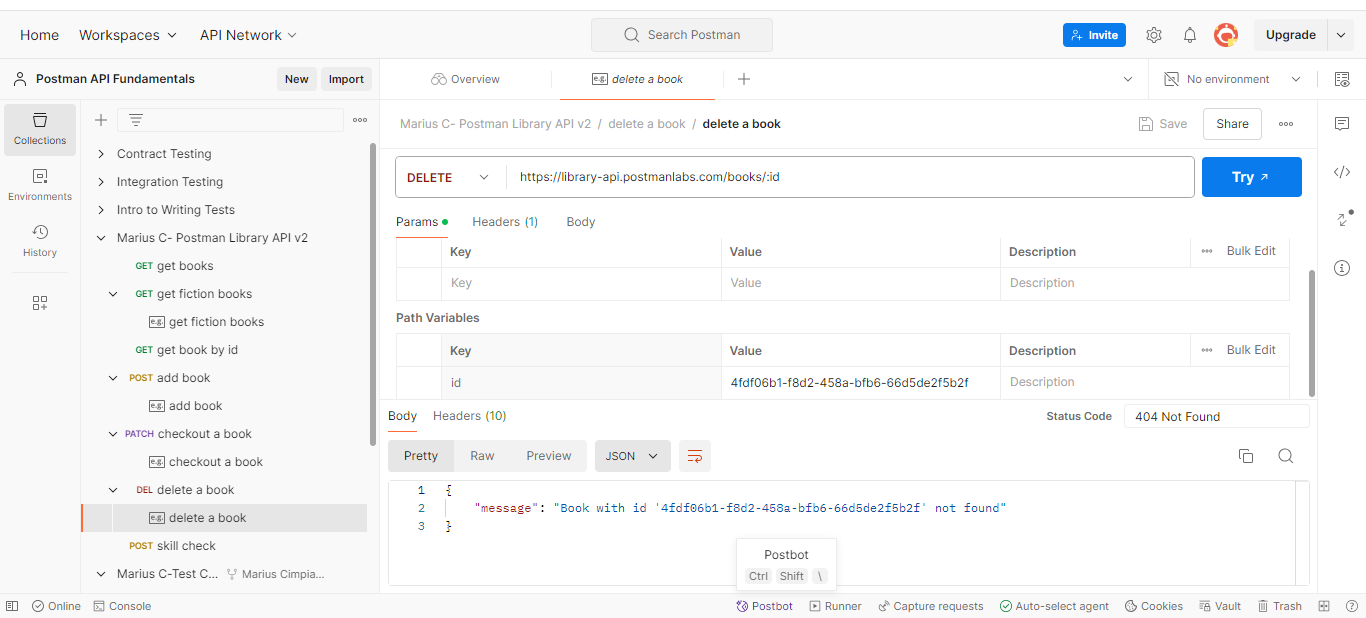 Home Workspaces API Network Search Postman Invite Upgrade
Postman API Fundamentals New Import Overview e.g. delete a book No environment
Collections
Environments
History
Contract Testing
Integration Testing
Intro to Writing Tests
Marius C- Postman Library API v2
GET get books
GET get fiction books
e.g. get fiction books
GET get book by id
POST add book
e.g. add book
PATCH checkout a book
e.g. checkout a book
DEL delete a book
e.g. delete a book
POST skill check
Marius C-Test C... Marius Cimpia...
Marius C- Postman Library API v2 / delete a book / delete a book Save Share
DELETE https://library-api.postmanlabs.com/books/:id Try
Params Headers (1) Body
Key Value Description Bulk Edit
Key Value Description
Path Variables
Key Value Description Bulk Edit
id 4fdf06b1-f8d2-458a-bfb6-66d5de2f5b2f Description
Body Headers (10) Status Code 404 Not Found
Pretty Raw Preview JSON
1 {
2 "message": "Book with id '4fdf06b1-f8d2-458a-bfb6-66d5de2f5b2f' not found"
3 }
Postbot
Ctrl Shift \
Online Console Postbot Runner Capture requests Auto-select agent Cookies Vault Trash